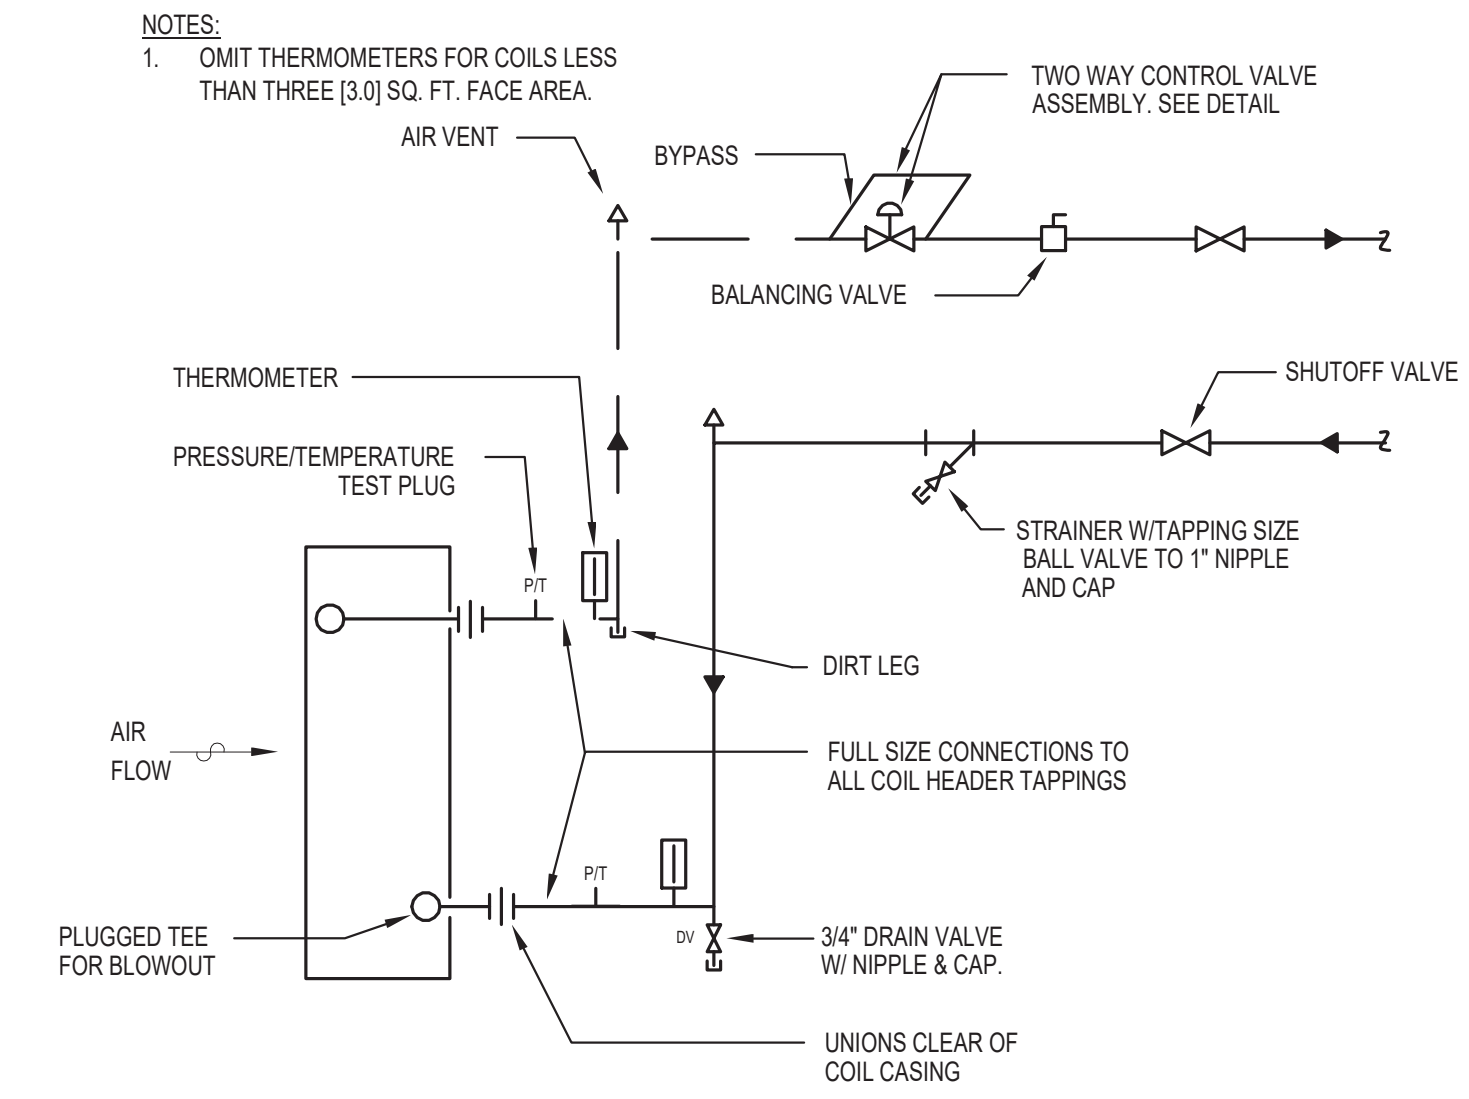 NOTES:
1. OMIT THERMOMETERS FOR COILS LESS
THAN THREE [3.0] SQ. FT. FACE AREA.
AIR VENT
BYPASS
TWO WAY CONTROL VALVE
ASSEMBLY. SEE DETAIL
BALANCING VALVE
THERMOMETER
SHUTOFF VALVE
PRESSURE/TEMPERATURE
TEST PLUG
STRAINER W/TAPPING SIZE
BALL VALVE TO 1" NIPPLE
AND CAP
P/T
DIRT LEG
AIR
FLOW
FULL SIZE CONNECTIONS TO
ALL COIL HEADER TAPPINGS
P/T
PLUGGED TEE
FOR BLOWOUT
DV
3/4" DRAIN VALVE
W/ NIPPLE & CAP.
UNIONS CLEAR OF
COIL CASING